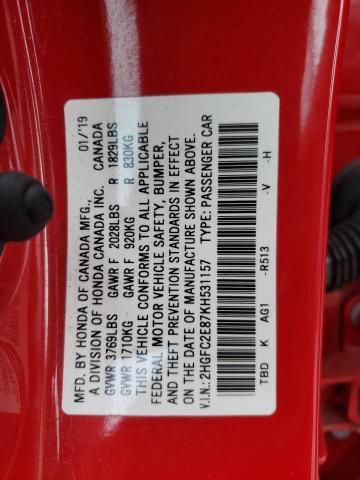 MFD. BY HONDA OF CANADA MFG., 01/'19
A DIVISION OF HONDA CANADA INC. CANADA
GVWR 3769LBS GAWR F 2028LBS R 1829LBS
GVWR 1710KG GAWR F 920KG R 830KG
THIS VEHICLE CONFORMS TO ALL APPLICABLE
FEDERAL MOTOR VEHICLE SAFETY, BUMPER,
AND THEFT PREVENTION STANDARDS IN EFFECT
ON THE DATE OF MANUFACTURE SHOWN ABOVE.
V.I.N.: 2HGFC2E87KH531157 TYPE: PASSENGER CAR
TBD K AG1 -R513 -V -H